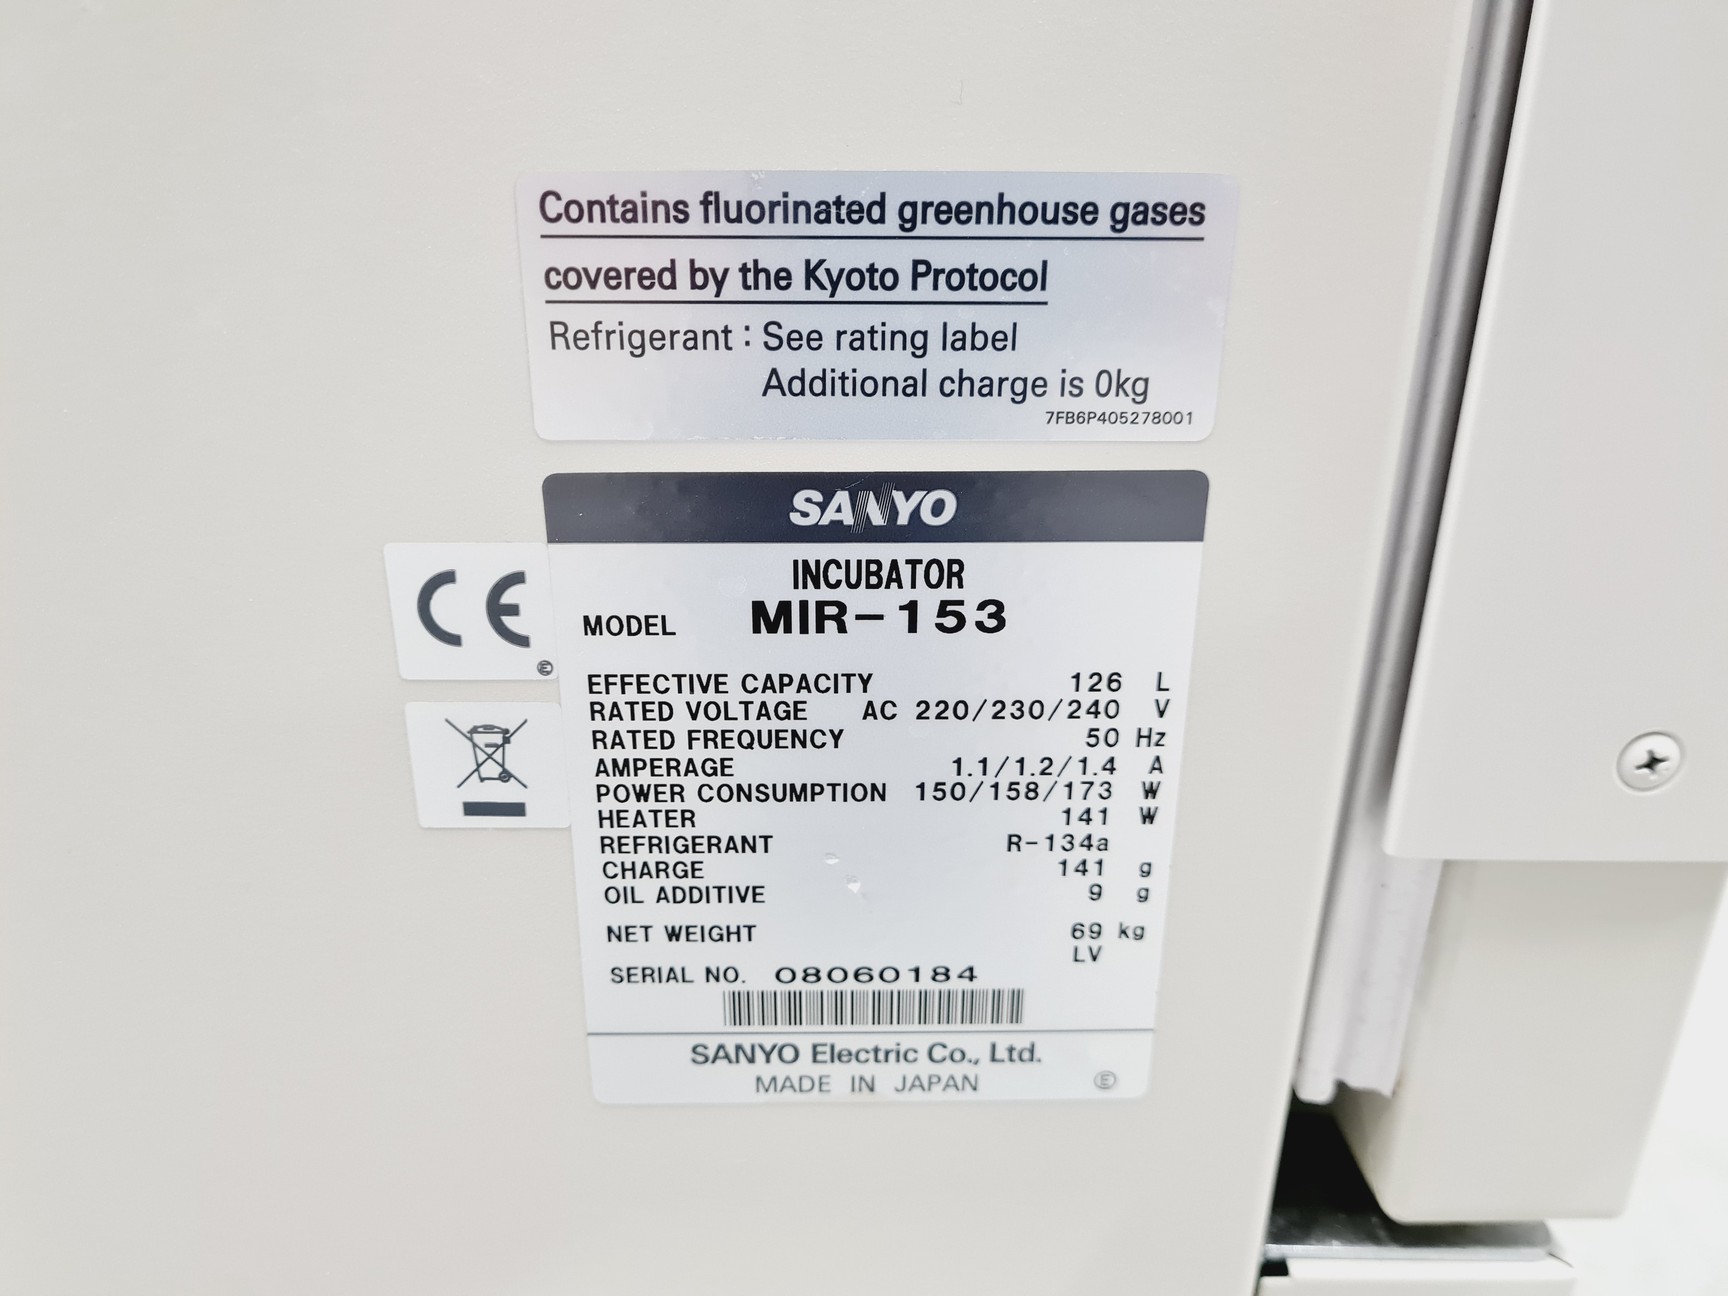 Contains fluorinated greenhouse gases
covered by the Kyoto Protocol
Refrigerant : See rating label
Additional charge is 0kg
7FB6P405278001
SANYO
CE
E
INCUBATOR
MODEL MIR-153
EFFECTIVE CAPACITY 126 L
RATED VOLTAGE AC 220/230/240 V
RATED FREQUENCY 50 Hz
AMPERAGE 1.1/1.2/1.4 A
POWER CONSUMPTION 150/158/173 W
HEATER 141 W
REFRIGERANT R-134a
CHARGE 141 g
OIL ADDITIVE 9 g
NET WEIGHT 69 kg
LV
SERIAL NO. 08060184
SANYO Electric Co., Ltd.
MADE IN JAPAN E